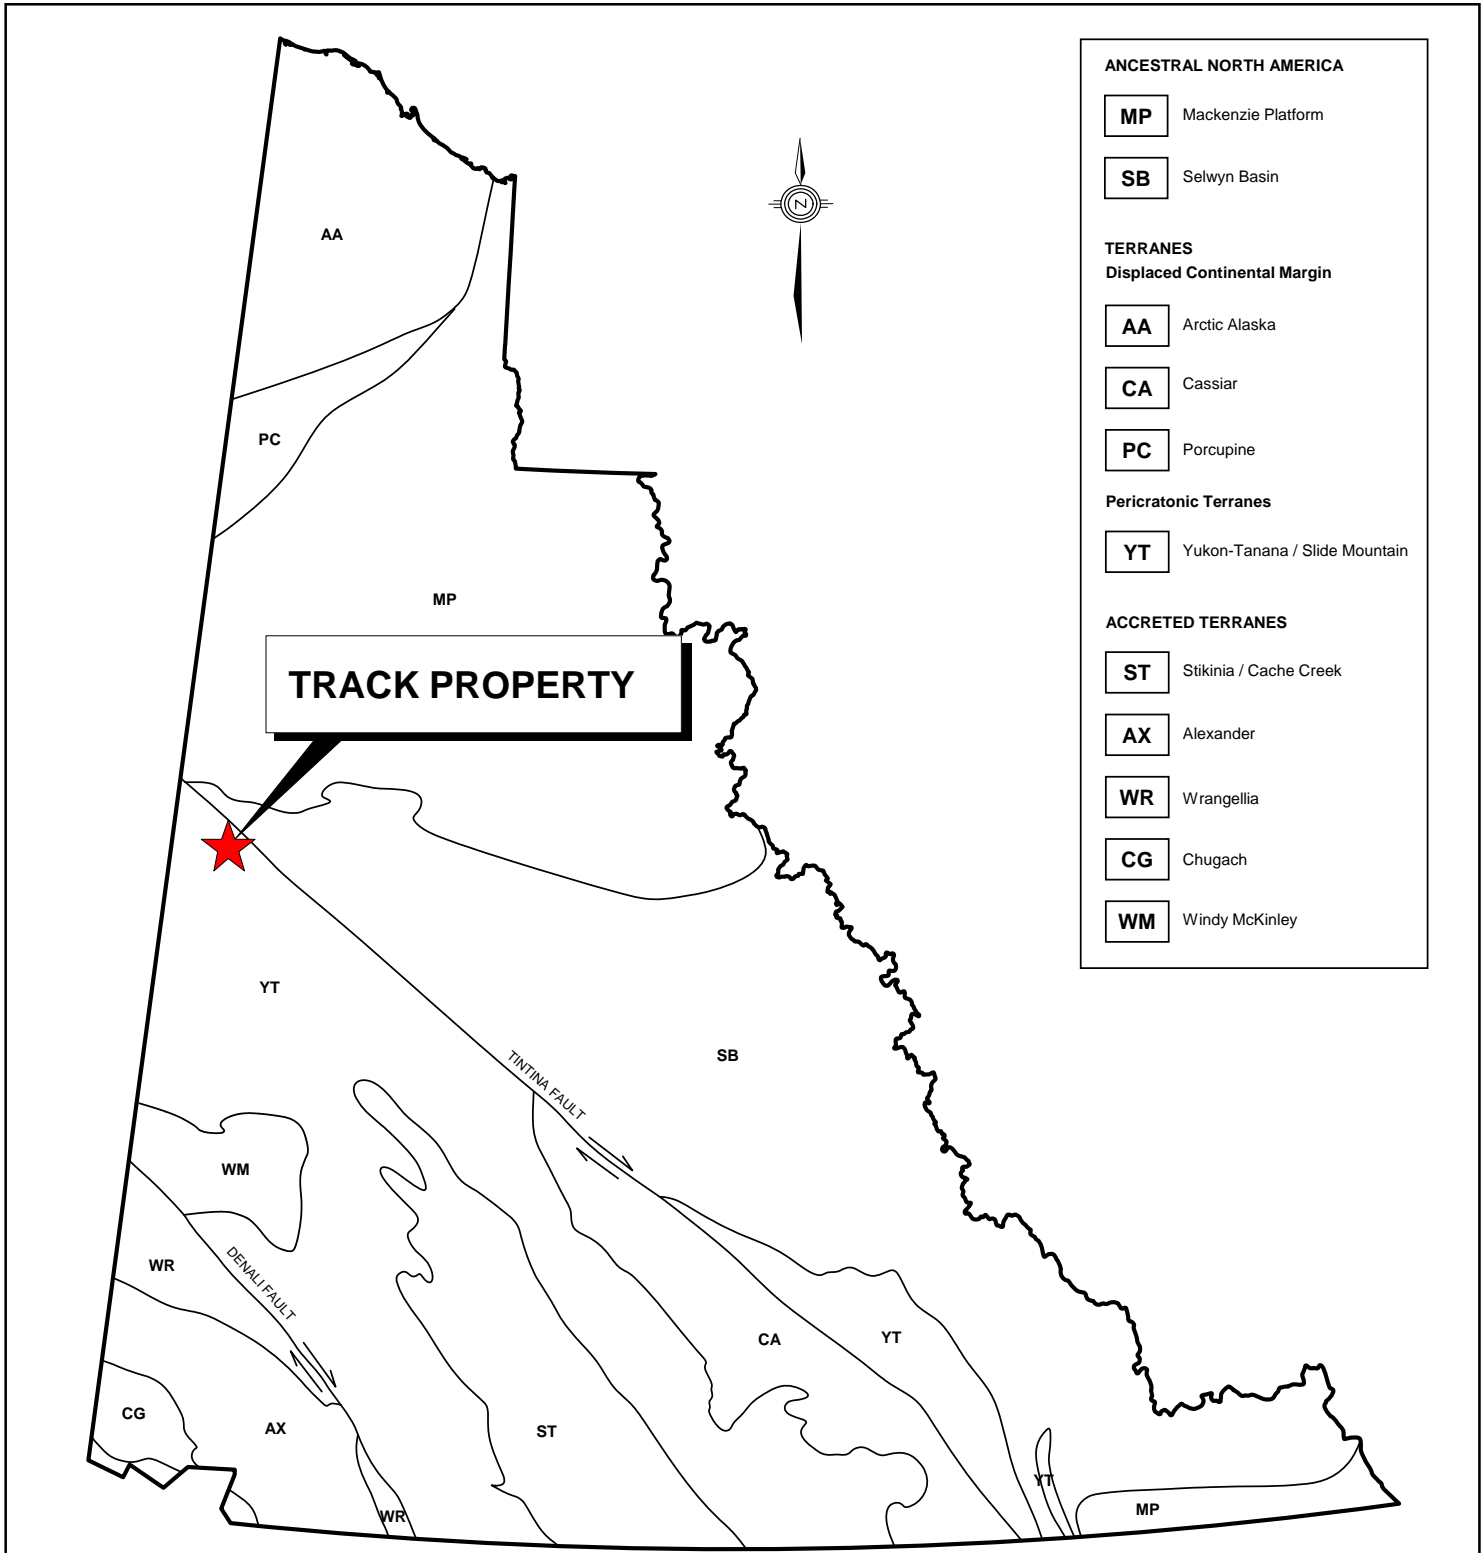 ANCESTRAL NORTH AMERICA
MP Mackenzie Platform
SB Selwyn Basin
TERRANES
Displaced Continental Margin
AA Arctic Alaska
CA Cassiar
PC Porcupine
Pericratonic Terranes
YT Yukon-Tanana / Slide Mountain
ACCRETED TERRANES
ST Stikinia / Cache Creek
AX Alexander
WR Wrangellia
CG Chugach
WM Windy McKinley
N
AA
PC
MP
TRACK PROPERTY
YT
SB
TINTINA FAULT
WM
WR
DENALI FAULT
CA
YT
CG
AX
ST
YT
WR
MP